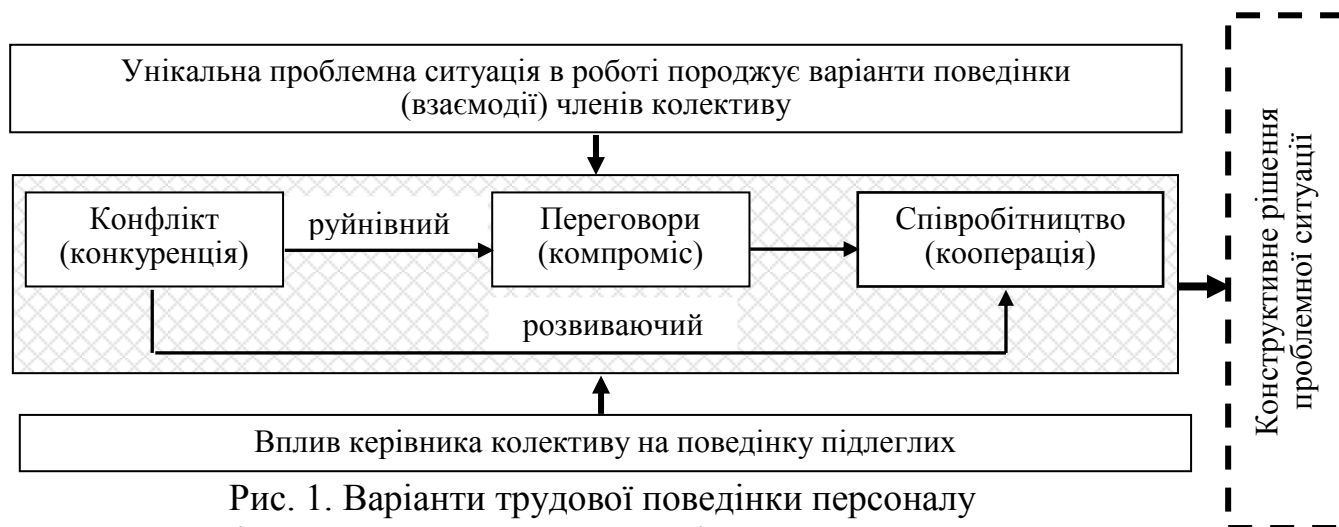 Унікальна проблемна ситуація в роботі породжує варіанти поведінки
(взаємодії) членів колективу
Конфлікт
(конкуренція)
руйнівний
Переговори
(компроміс)
Співробітництво
(кооперація)
розвиваючий
Вплив керівника колективу на поведінку підлеглих
Конструктивне рішення
проблемної ситуації
Рис. 1. Варіанти трудової поведінки персоналу